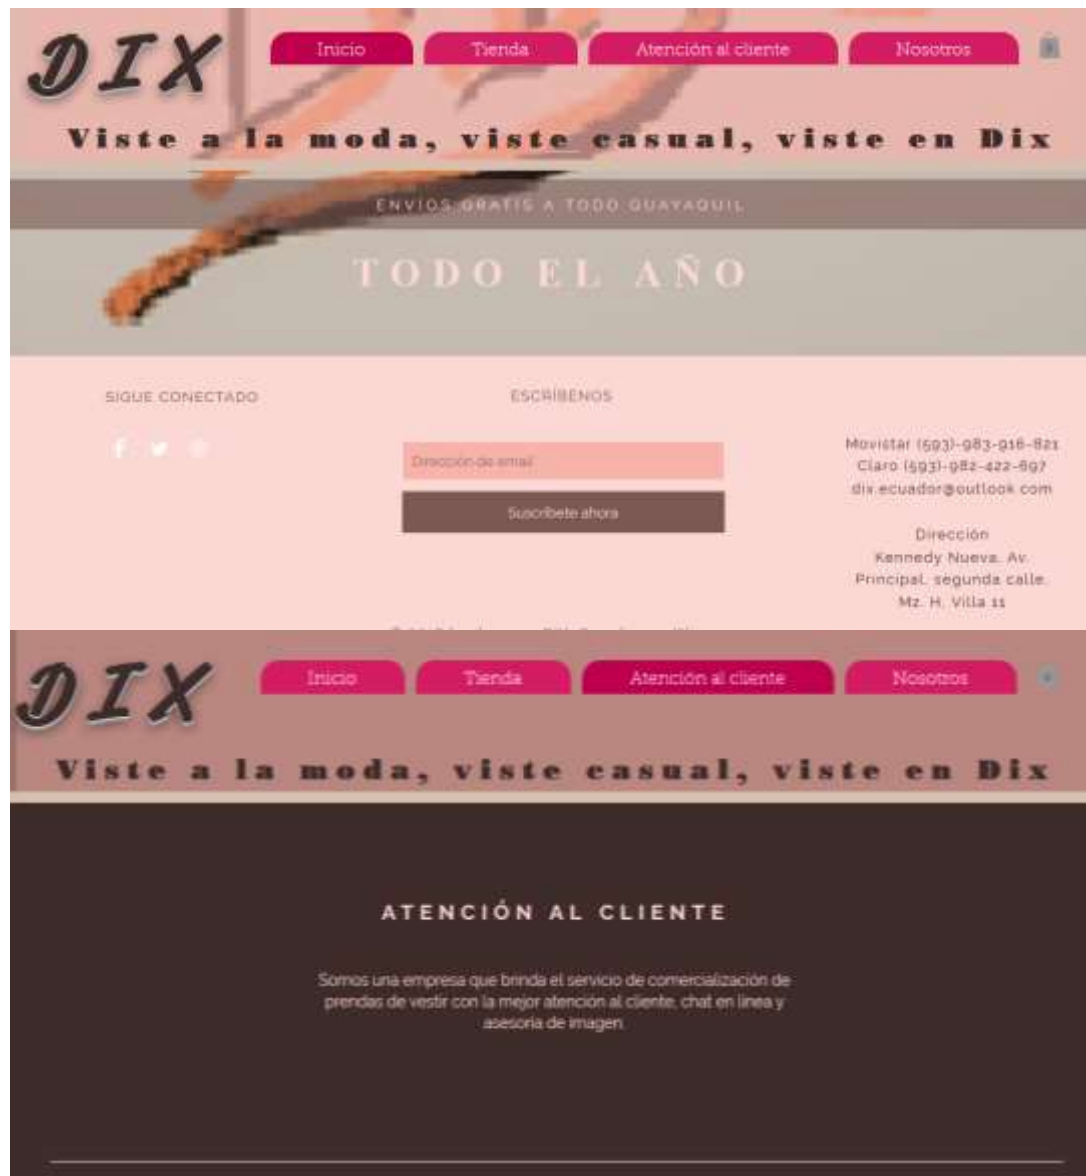 DIX
Inicio
Tienda
Atención al cliente
Nosotros
Viste a la moda, viste casual, viste en Dix
ENVÍOS GRATIS A TODO GUAYAQUIL
TODO EL AÑO
SIGUE CONECTADO
ESCRÍBENOS
Dirección de email
Suscríbete ahora
Movistar (593)-983-916-821
Claro (593)-982-422-697
dix.ecuador@outlook.com
Dirección
Kennedy Nueva. Av.
Principal, segunda calle.
Mz. H. Villa 11
DIX
Inicio
Tienda
Atención al cliente
Nosotros
Viste a la moda, viste casual, viste en Dix
ATENCIÓN AL CLIENTE
Somos una empresa que brinda el servicio de comercialización de
prendas de vestir con la mejor atención al cliente, chat en línea y
asesoria de imagen.